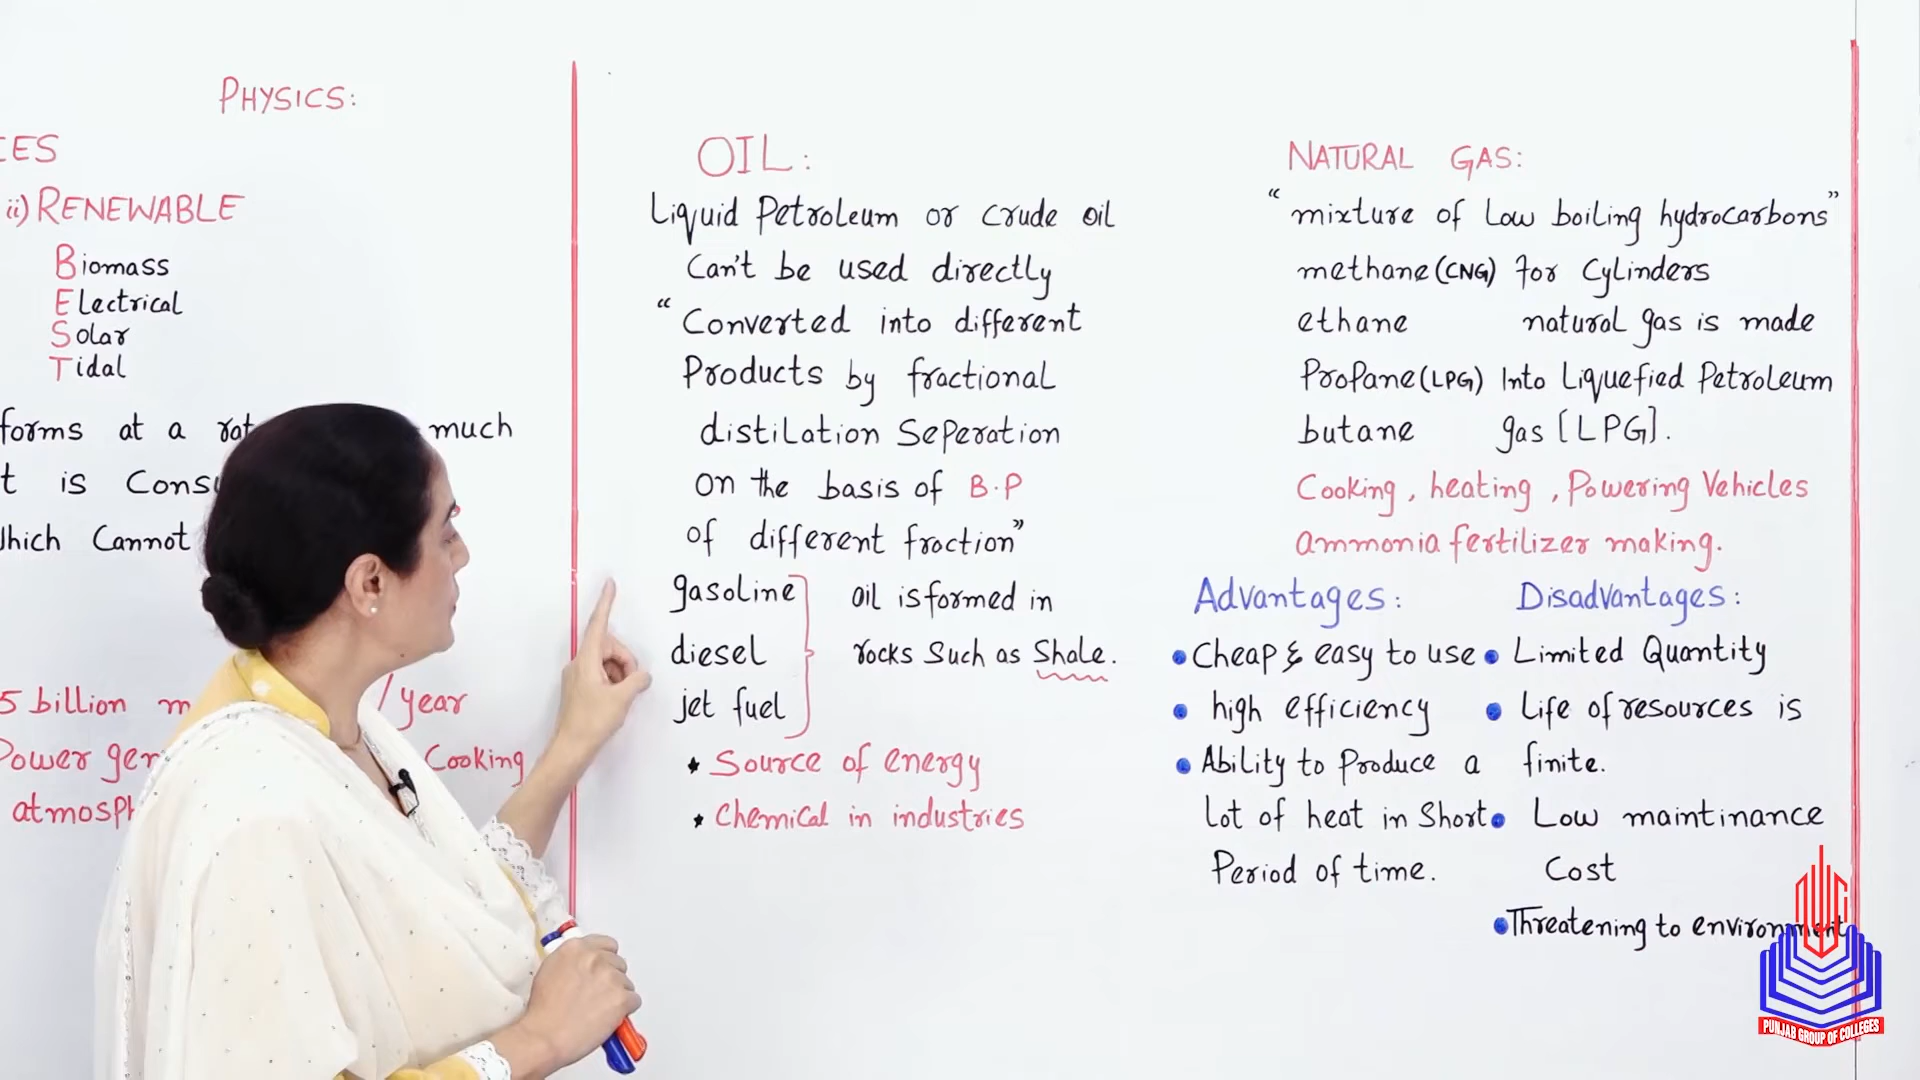 PHYSICS:
CES
ii) RENEWABLE
Biomass
Electrical
Solar
Tidal
forms at a much
t is
which Cannot
5 billion /year
Power Cooking
OIL:
Liquid Petroleum or crude oil
Can't be used directly
"Converted into different
Products by fractional
distilation Seperation
on the basis of B.P
of different froction"
gasoline
diesel
jet fuel
oil is formed in
rocks Such as Shale.
★ Source of energy
★ Chemical in industries
NATURAL GAS:
"mixture of Low boiling hydrocarbons"
methane (CNG) for Cylinders
ethane natural gas is made
Propane (LPG) Into Liquefied Petroleum
butane gas [LPG].
Cooking, heating, Powering Vehicles
ammonia fertilizer making.
Advantages:
• Cheap & easy to use
• high efficiency
• Ability to Produce a
Lot of heat in Short
Period of time.
Disadvantages:
• Limited Quantity
• Life of resources is
finite.
• Low maintinance
Cost
• Threatening to environment
PUNJAB GROUP OF COLLEGES